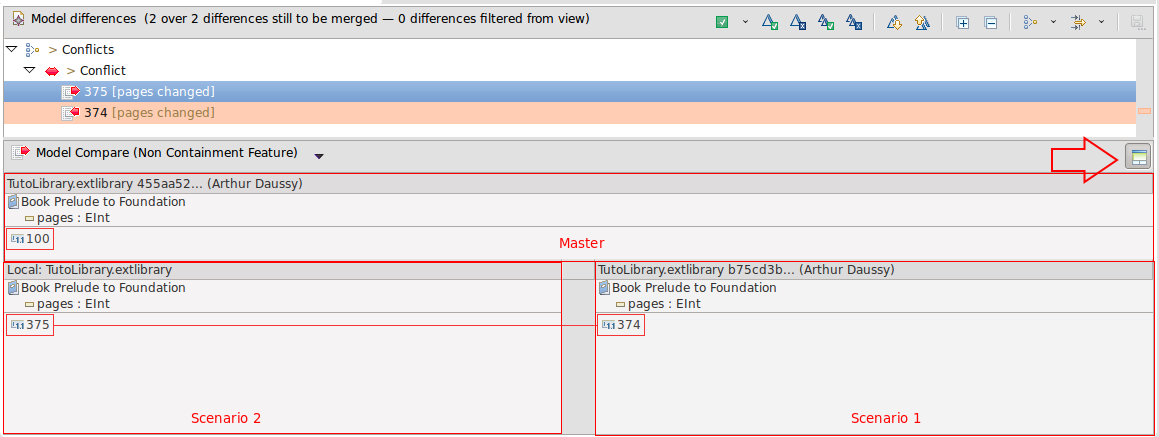 Model differences (2 over 2 differences still to be merged — 0 differences filtered from view)
> Conflicts
> Conflict
375 [pages changed]
374 [pages changed]
Model Compare (Non Containment Feature)
TutoLibrary.extlibrary 455aa52... (Arthur Daussy)
Book Prelude to Foundation
pages : EInt
100
Master
Local: TutoLibrary.extlibrary
Book Prelude to Foundation
pages : EInt
375
Scenario 2
TutoLibrary.extlibrary b75cd3b... (Arthur Daussy)
Book Prelude to Foundation
pages : EInt
374
Scenario 1